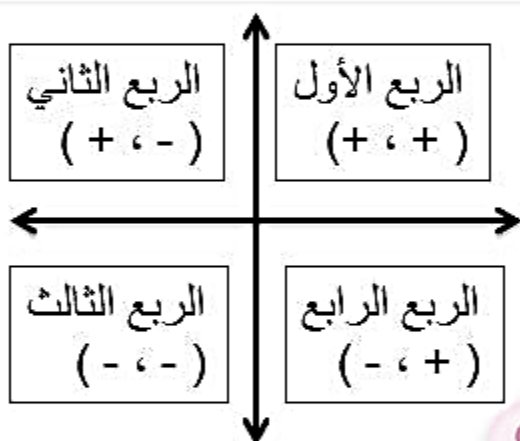 الربع الأول
( + ، +)
الربع الثاني
( - ، + )
الربع الرابع
( + ، - )
الربع الثالث
( - ، - )